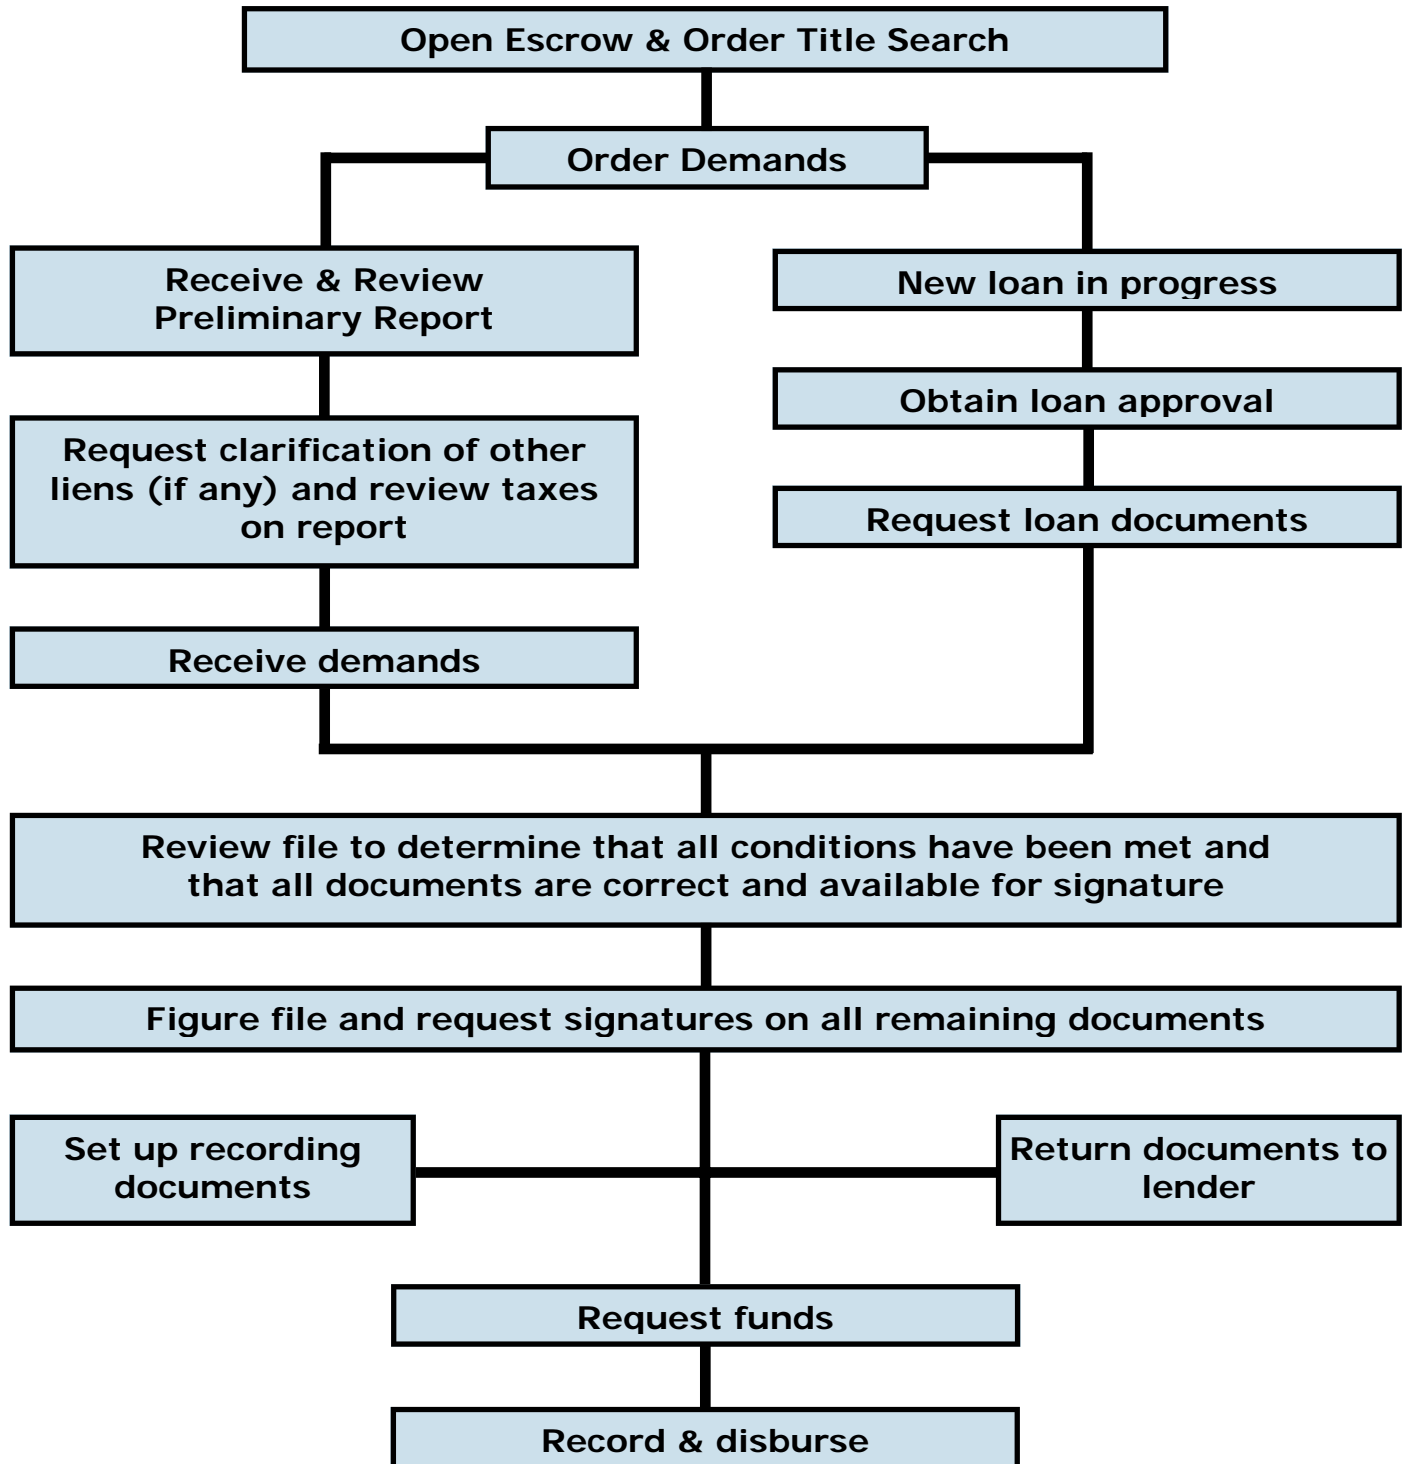 Open Escrow & Order Title Search
Order Demands
Receive & Review
Preliminary Report
Request clarification of other
liens (if any) and review taxes
on report
Receive demands
New loan in progress
Obtain loan approval
Request loan documents
Review file to determine that all conditions have been met and
that all documents are correct and available for signature
Figure file and request signatures on all remaining documents
Set up recording
documents
Return documents to
lender
Request funds
Record & disburse